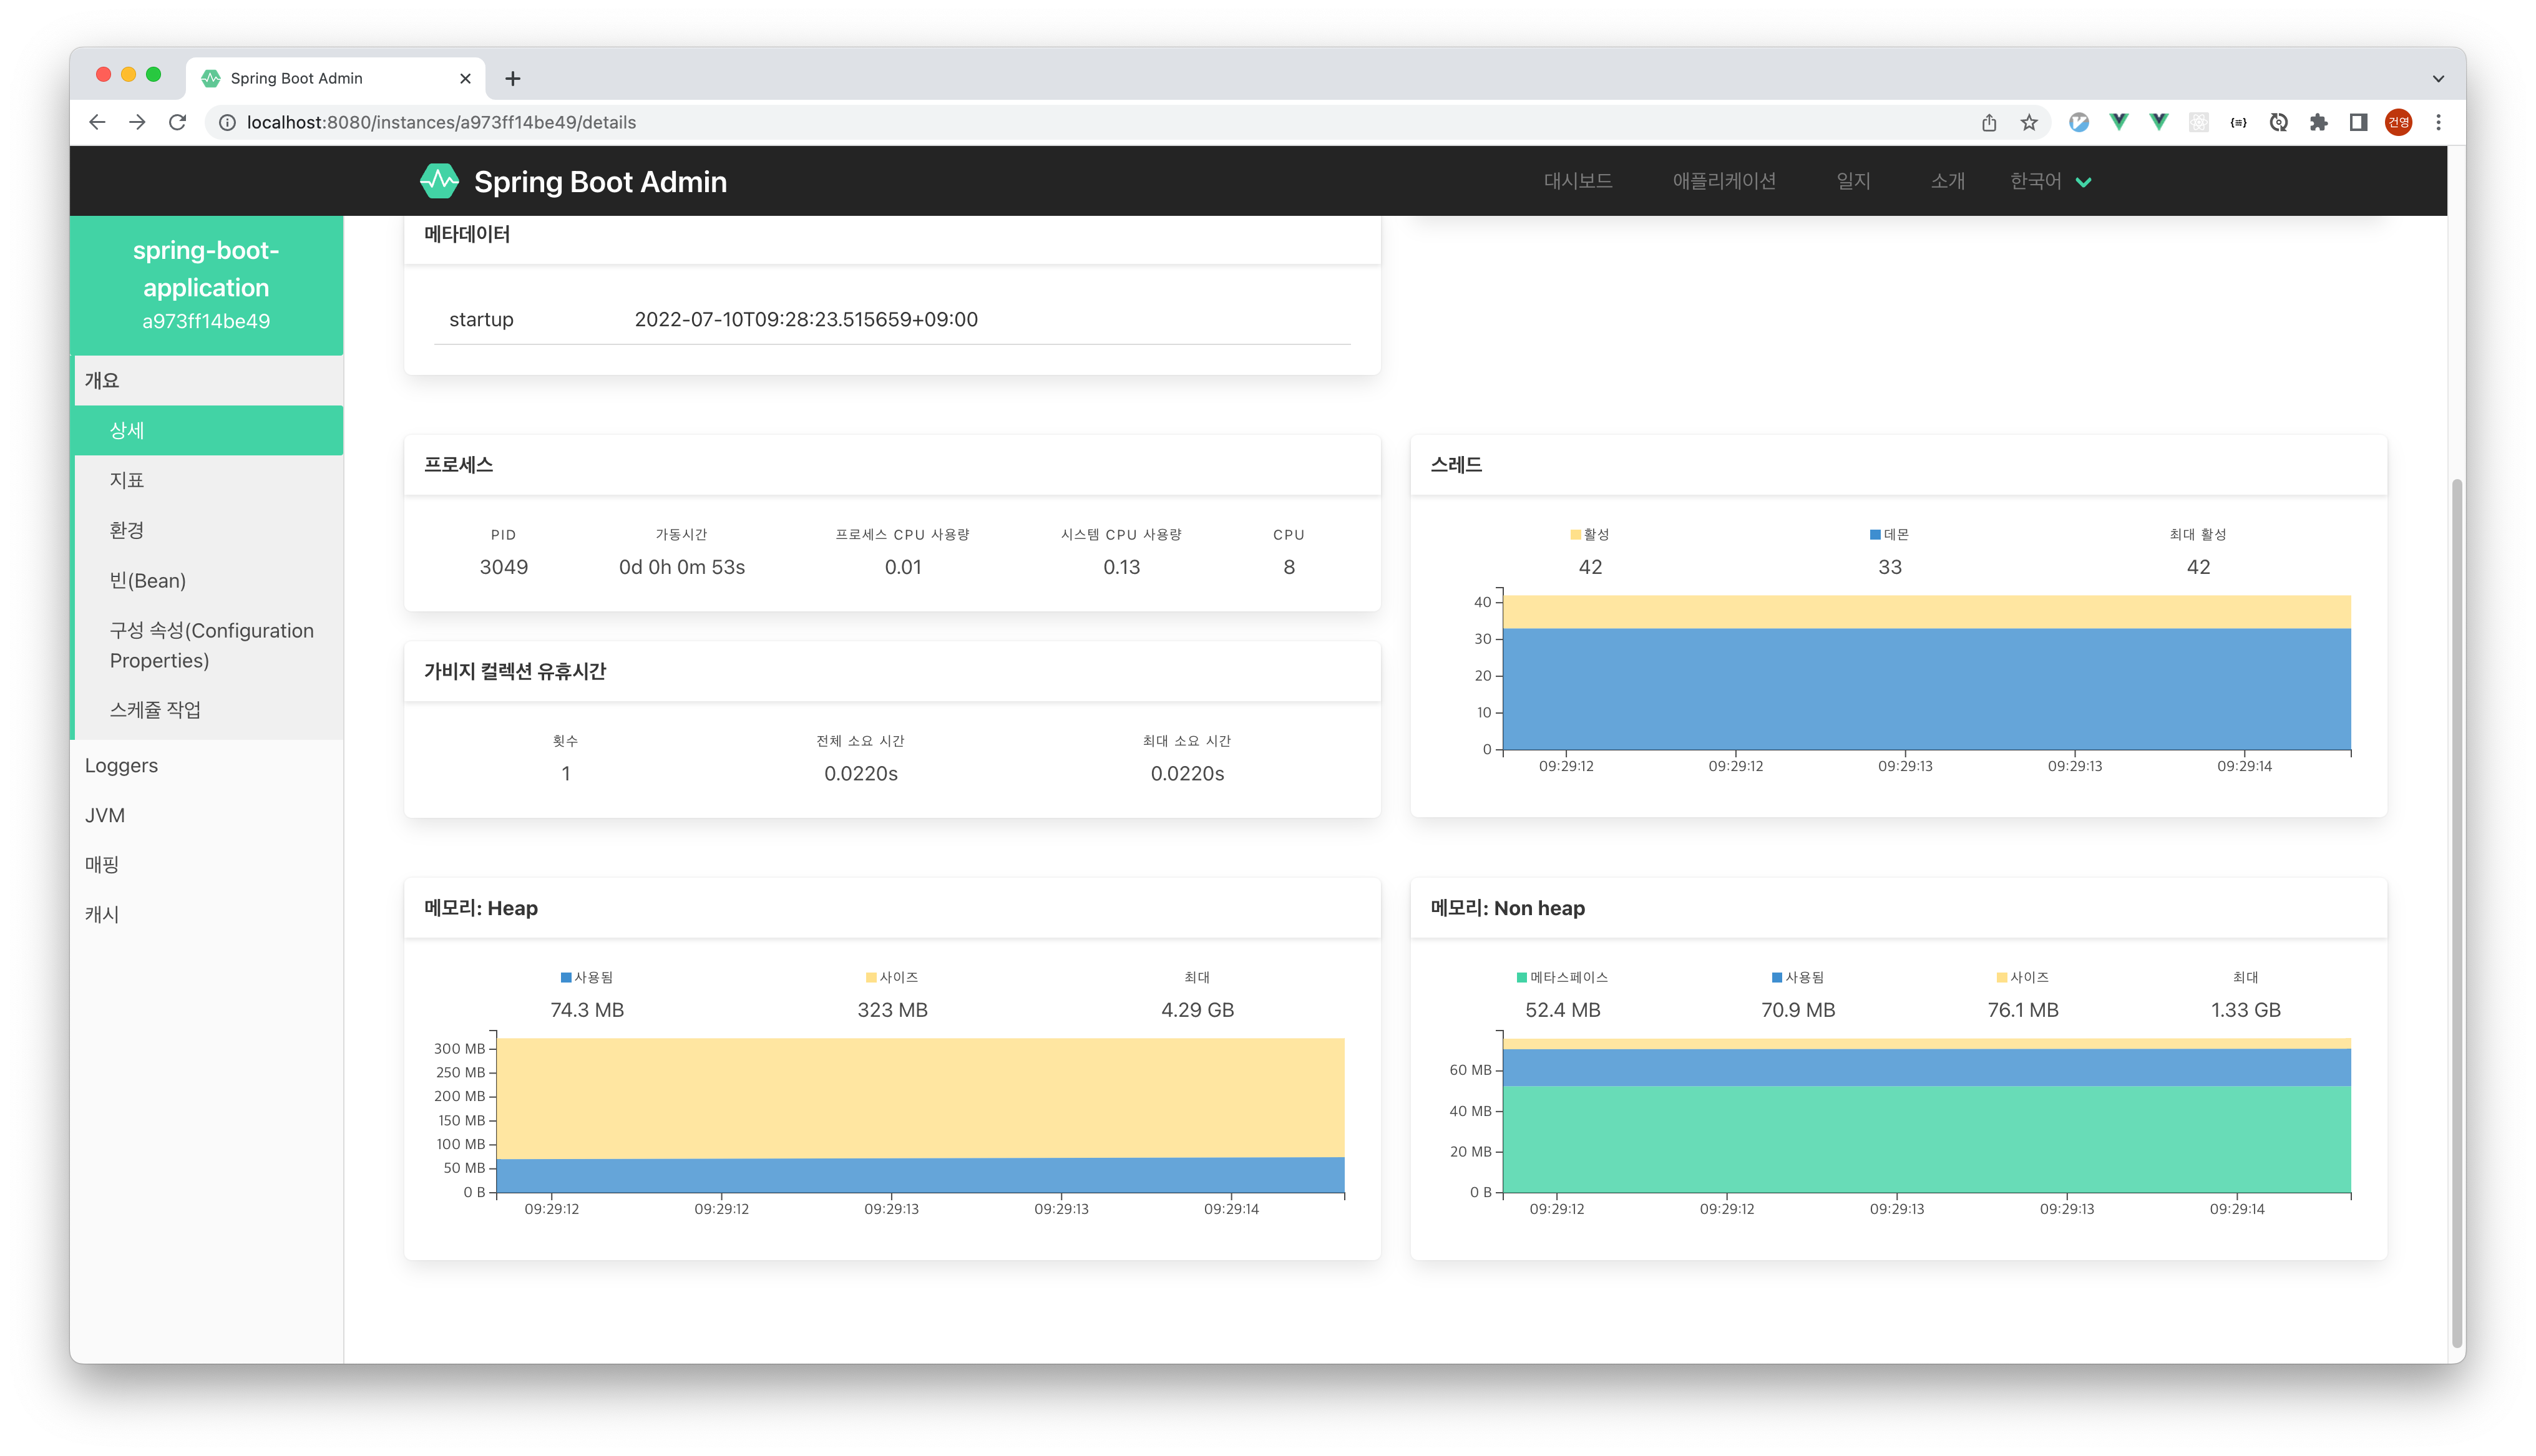 Spring Boot Admin
localhost:8080/instances/a973ff14be49/details
건영
Spring Boot Admin
대시보드
애플리케이션
일지
소개
한국어
spring-boot-
application
a973ff14be49
개요
상세
지표
환경
빈(Bean)
구성 속성(Configuration
Properties)
스케쥴 작업
Loggers
JVM
매핑
캐시
메타데이터
startup 2022-07-10T09:28:23.515659+09:00
프로세스
PID 가동시간 프로세스 CPU 사용량 시스템 CPU 사용량 CPU
3049 0d 0h 0m 53s 0.01 0.13 8
스레드
활성 데몬 최대 활성
42 33 42
40
30
20
10
0
09:29:12 09:29:12 09:29:13 09:29:13 09:29:14
가비지 컬렉션 유휴시간
횟수 전체 소요 시간 최대 소요 시간
1 0.0220s 0.0220s
메모리: Heap
사용됨 사이즈 최대
74.3 MB 323 MB 4.29 GB
300 MB
250 MB
200 MB
150 MB
100 MB
50 MB
0 B
09:29:12 09:29:12 09:29:13 09:29:13 09:29:14
메모리: Non heap
메타스페이스 사용됨 사이즈 최대
52.4 MB 70.9 MB 76.1 MB 1.33 GB
60 MB
40 MB
20 MB
0 B
09:29:12 09:29:12 09:29:13 09:29:13 09:29:14